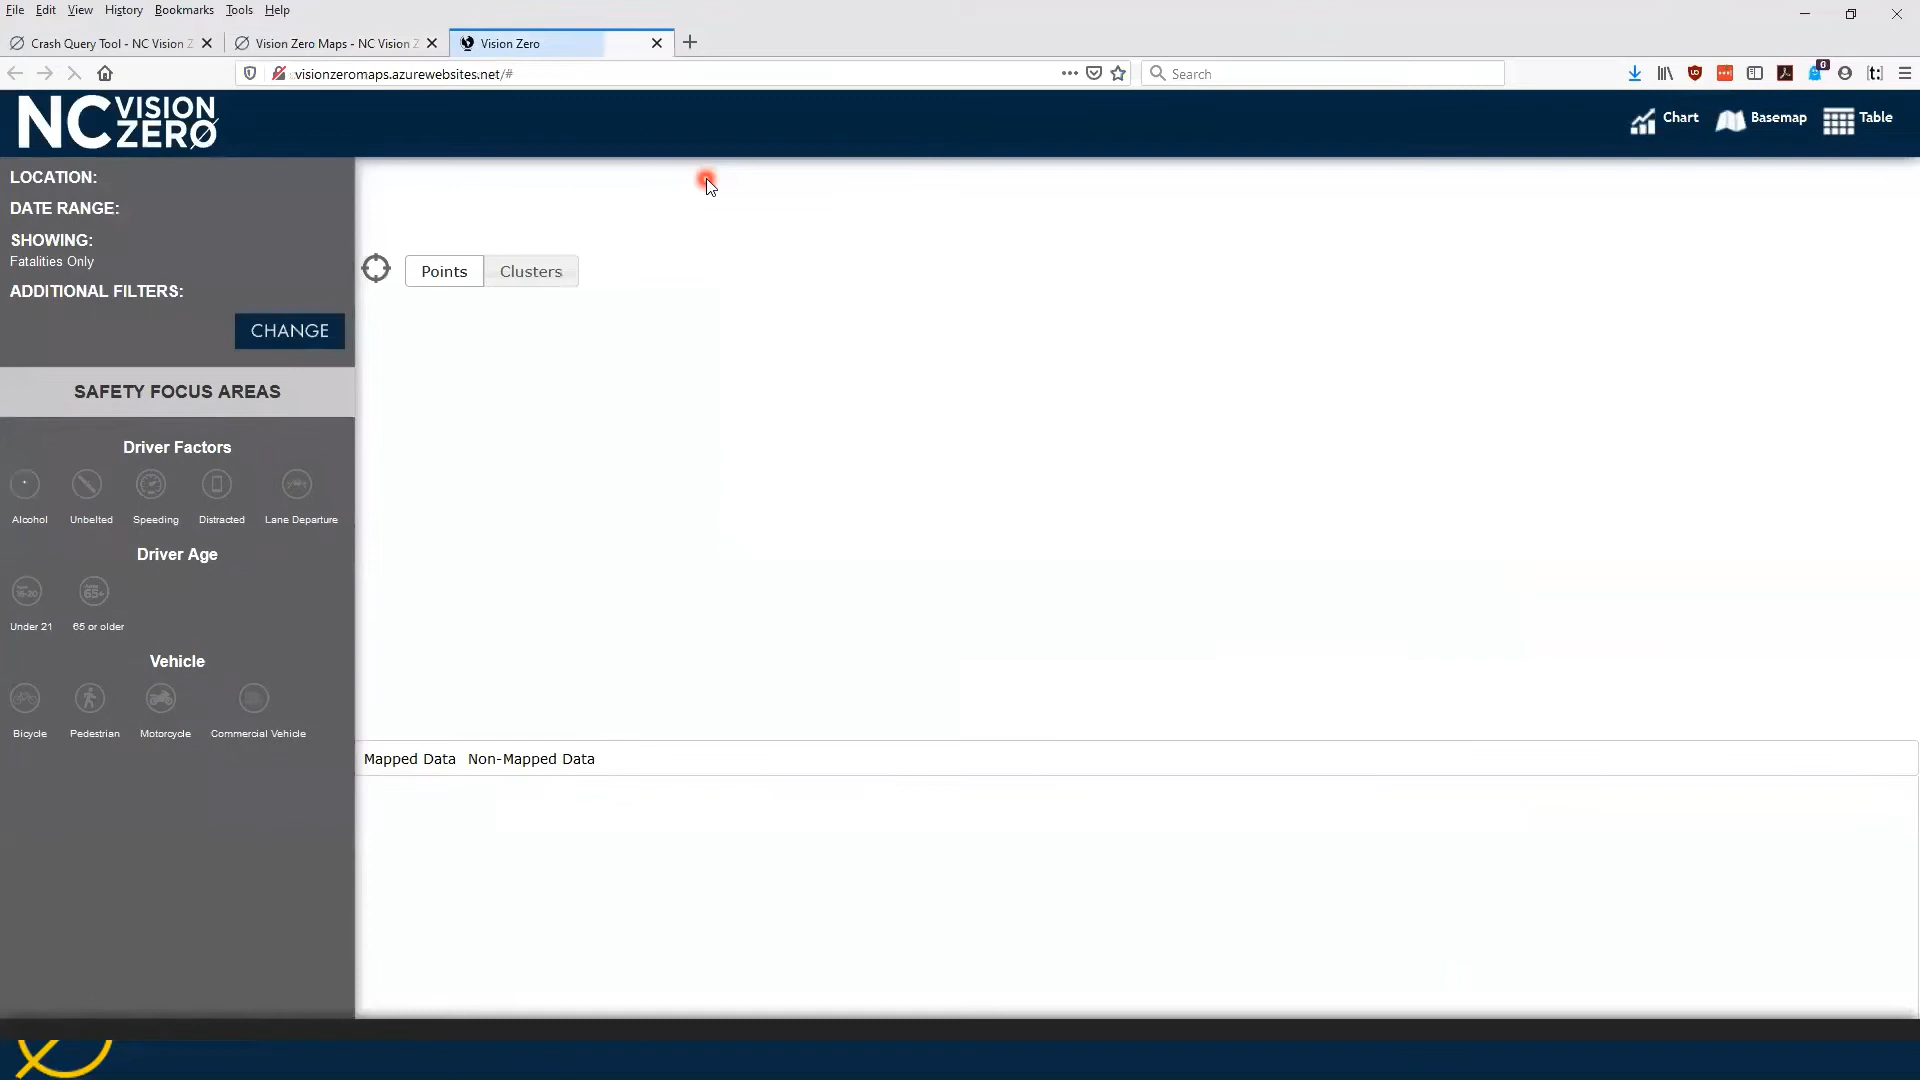 File Edit View History Bookmarks Tools Help
Crash Query Tool - NC Vision Z
Vision Zero Maps - NC Vision Z
Vision Zero
visionzeromaps.azurewebsites.net/#
Search
0
NC VISION ZERO
Chart
Basemap
Table
LOCATION:
DATE RANGE:
SHOWING:
Fatalities Only
ADDITIONAL FILTERS:
CHANGE
Points
Clusters
SAFETY FOCUS AREAS
Driver Factors
Alcohol Unbelted Speeding Distracted Lane Departure
Driver Age
65+
Under 21 65 or older
Vehicle
Bicycle Pedestrian Motorcycle Commercial Vehicle
Mapped Data Non-Mapped Data